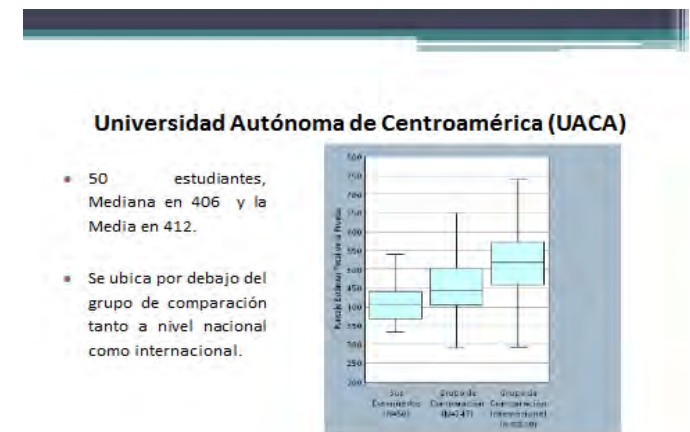 Universidad Autónoma de Centroamérica (UACA)
• 50 estudiantes,
Mediana en 406 y la
Media en 412.
• Se ubica por debajo del
grupo de comparación
tanto a nivel nacional
como internacional.
800
750
700
650
600
550
500
450
400
350
300
250
200
Sus Grupo de Grupo de
Estudiantes Comparación Comparación
(N=50) (N=247) Internacional